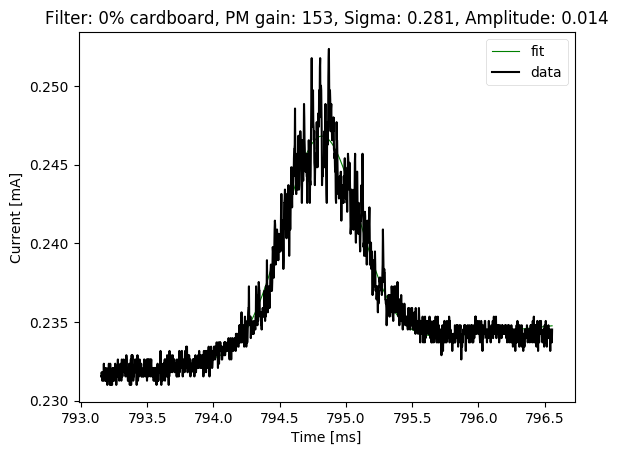 Filter: 0% cardboard, PM gain: 153, Sigma: 0.281, Amplitude: 0.014
fit
data
0.250
0.245
0.240
0.235
0.230
Current [mA]
793.0 793.5 794.0 794.5 795.0 795.5 796.0 796.5
Time [ms]